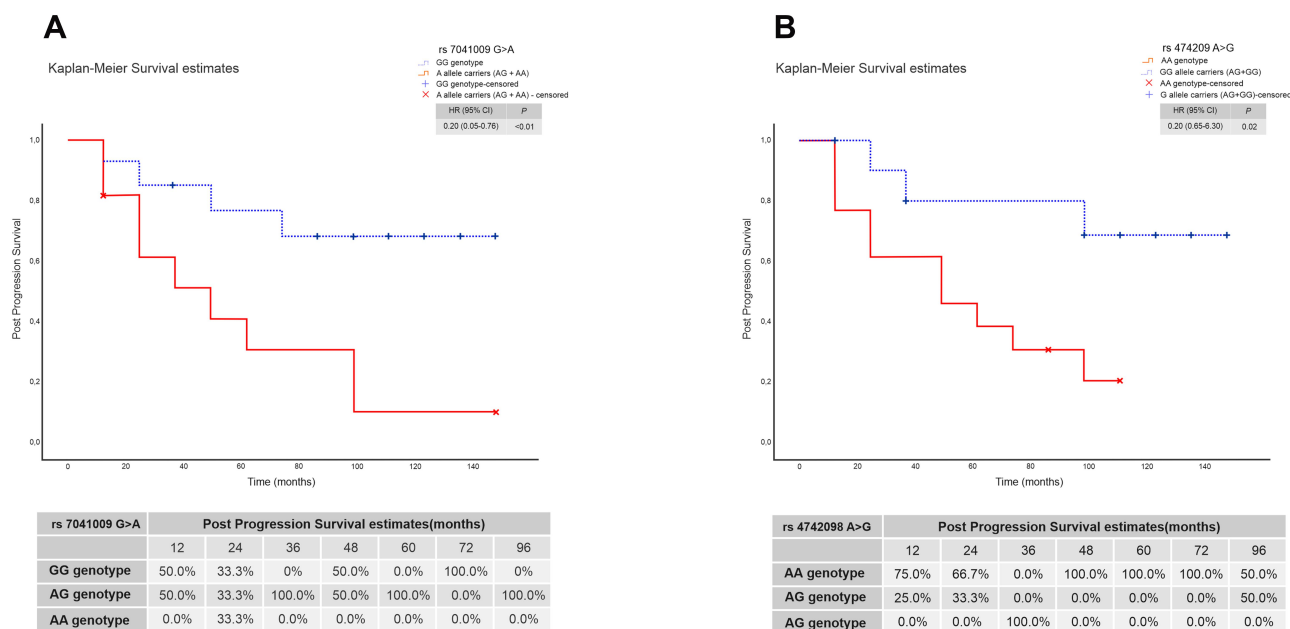 A
rs 7041009 G>A
GG genotype
A allele carriers (AG + AA)
GG genotype-censored
A allele carriers (AG + AA) - censored
Kaplan-Meier Survival estimates
HR (95% CI) P
0.20 (0.05-0.76) <0.01
1,0
0,8
0,6
0,4
0,2
0,0
Post Progression Survival
0 20 40 60 80 100 120 140
Time (months)
rs 7041009 G>A Post Progression Survival estimates(months)
12 24 36 48 60 72 96
GG genotype 50.0% 33.3% 0% 50.0% 0.0% 100.0% 0%
AG genotype 50.0% 33.3% 100.0% 50.0% 100.0% 0.0% 100.0%
AA genotype 0.0% 33.3% 0.0% 0.0% 0.0% 0.0% 0.0%
B
rs 474209 A>G
AA genotype
GG allele carriers (AG+GG)
AA genotype-censored
G allele carriers (AG+GG)-censored
Kaplan-Meier Survival estimates
HR (95% CI) P
0.20 (0.65-6.30) 0.02
1,0
0,8
0,6
0,4
0,2
0,0
Post Progression Survival
0 20 40 60 80 100 120 140
Time (months)
rs 4742098 A>G Post Progression Survival estimates(months)
12 24 36 48 60 72 96
AA genotype 75.0% 66.7% 0.0% 100.0% 100.0% 100.0% 50.0%
AG genotype 25.0% 33.3% 0.0% 0.0% 0.0% 0.0% 50.0%
AG genotype 0.0% 0.0% 100.0% 0.0% 0.0% 0.0% 0.0%